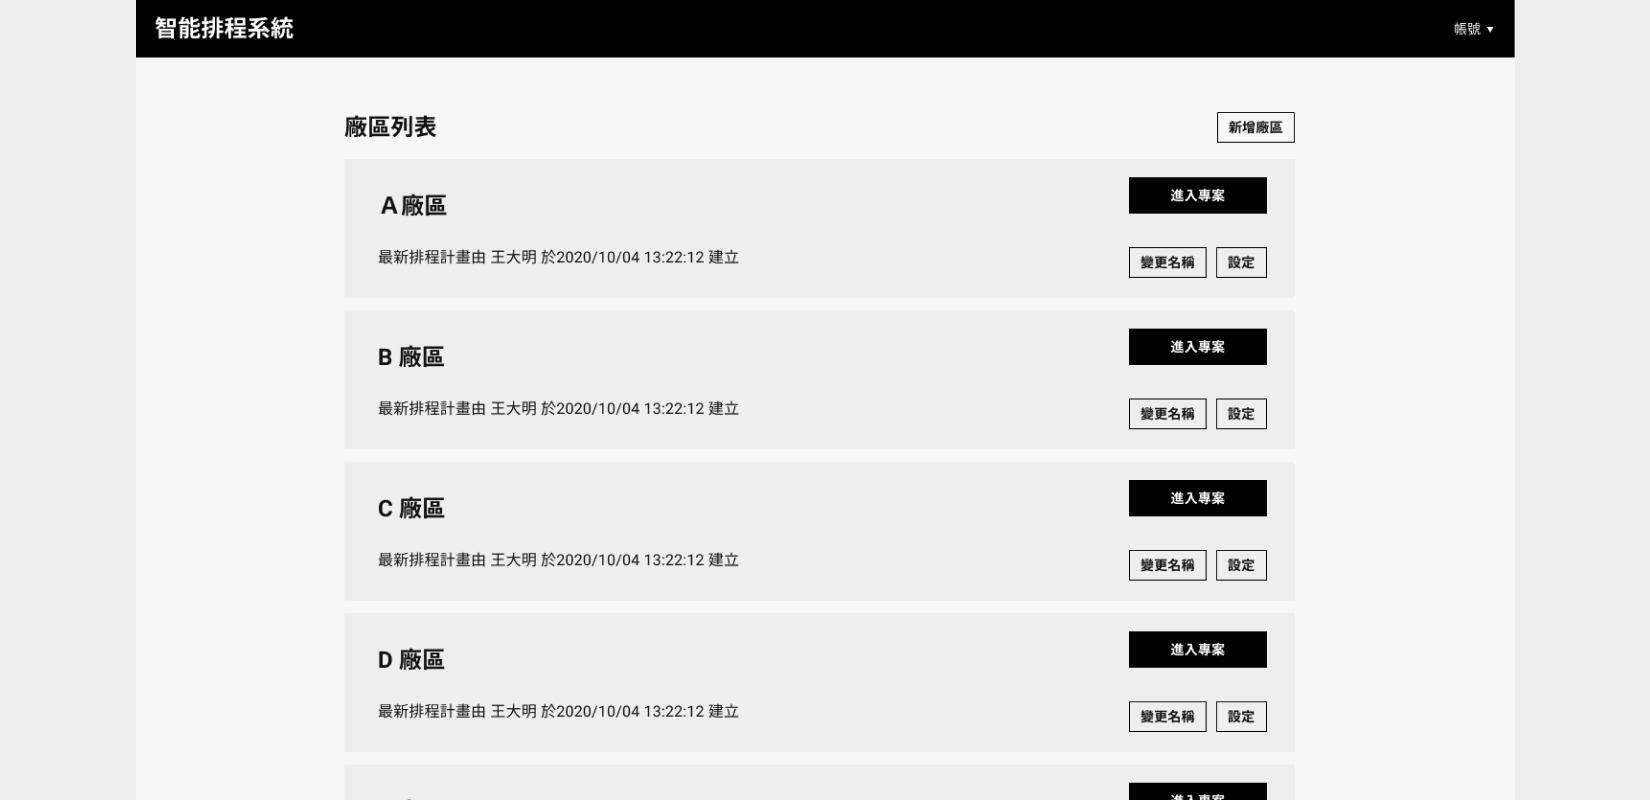 智能排程系統
帳號 ▼
廠區列表
新增廠區
A 廠區
進入專案
最新排程計畫由 王大明 於2020/10/04 13:22:12 建立
變更名稱
設定
B 廠區
進入專案
最新排程計畫由 王大明 於2020/10/04 13:22:12 建立
變更名稱
設定
C 廠區
進入專案
最新排程計畫由 王大明 於2020/10/04 13:22:12 建立
變更名稱
設定
D 廠區
進入專案
最新排程計畫由 王大明 於2020/10/04 13:22:12 建立
變更名稱
設定
進入專案